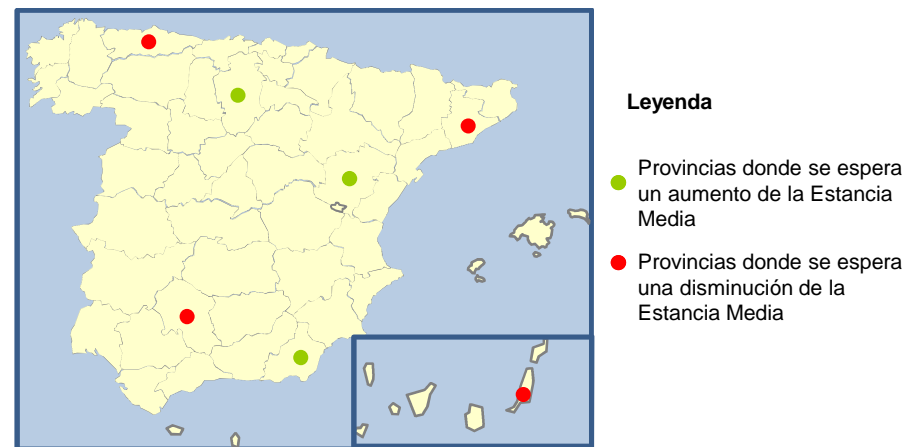 Leyenda
Provincias donde se espera
un aumento de la Estancia
Media
Provincias donde se espera
una disminución de la
Estancia Media